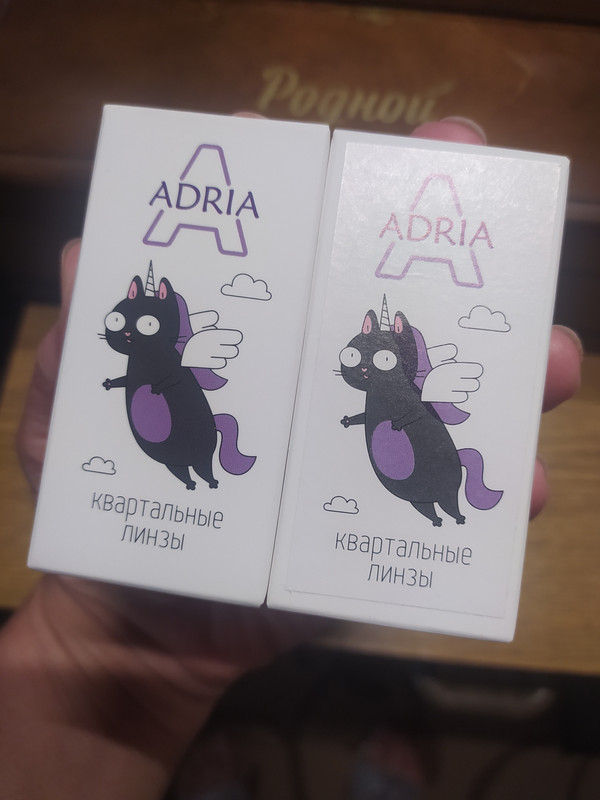 Родной
ADRIA
квартальные
линзы
ADRIA
квартальные
линзы